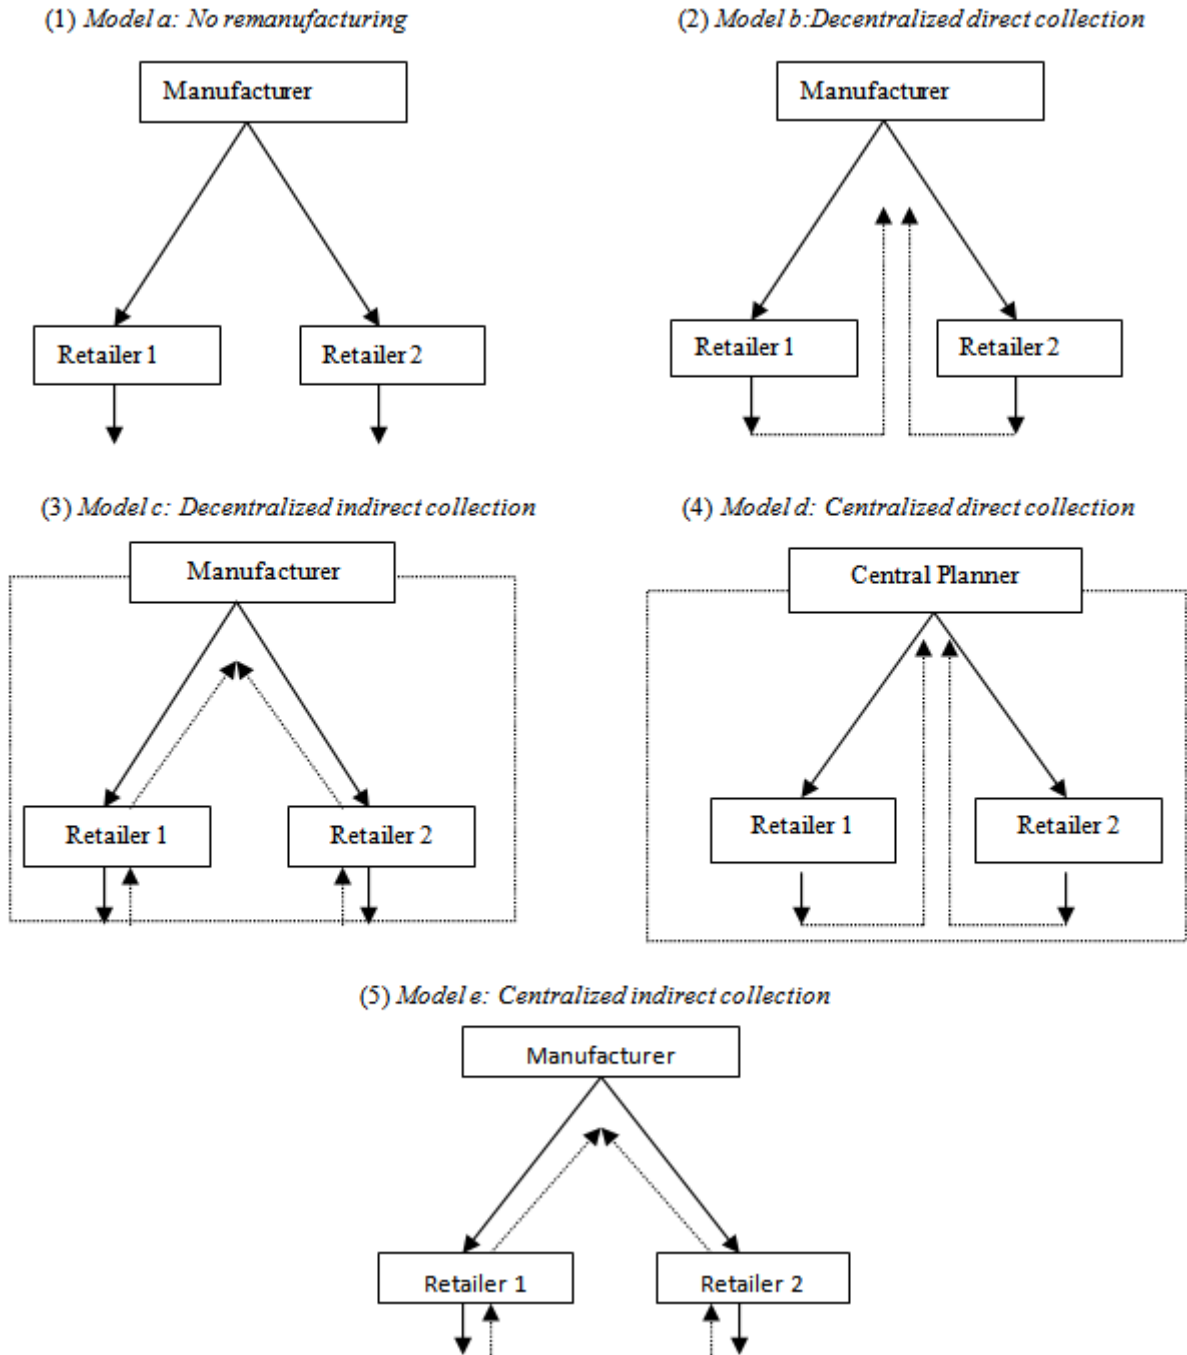 (1) Model a: No remanufacturing
(2) Model b:Decentralized direct collection
Manufacturer
Manufacturer
Retailer 1
Retailer 2
Retailer 1
Retailer 2
(3) Model c: Decentralized indirect collection
(4) Model d: Centralized direct collection
Manufacturer
Central Planner
Retailer 1
Retailer 2
Retailer 1
Retailer 2
(5) Model e: Centralized indirect collection
Manufacturer
Retailer 1
Retailer 2